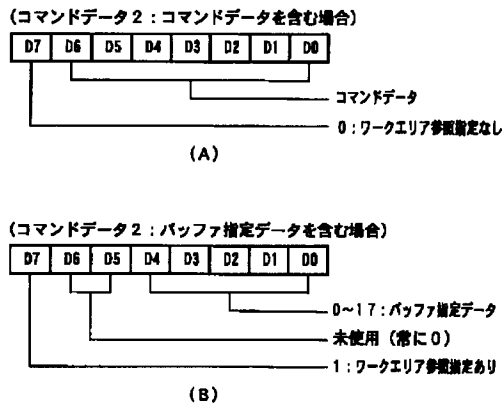 (コマンドデータ2:コマンドデータを含む場合)
D7 D6 D5 D4 D3 D2 D1 D0
コマンドデータ
0:ワークエリア参照指定なし
(A)
(コマンドデータ2:バッファ指定データを含む場合)
D7 D6 D5 D4 D3 D2 D1 D0
0~17:バッファ指定データ
未使用(常に0)
1:ワークエリア参照指定あり
(B)